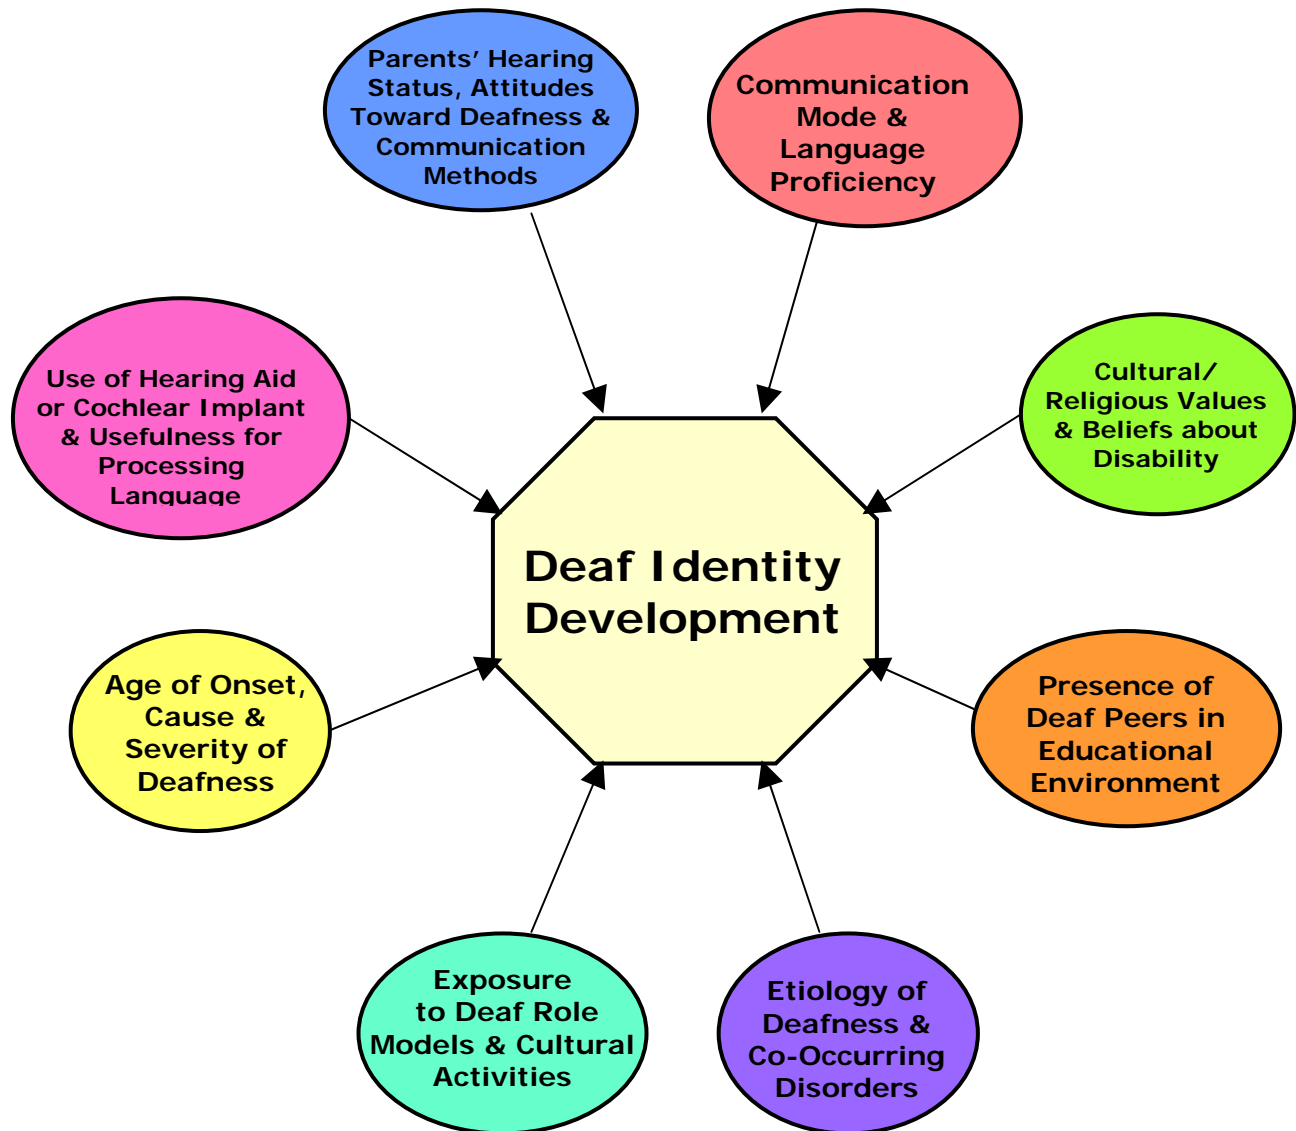 Parents’ Hearing
Status, Attitudes
Toward Deafness &
Communication
Methods
Communication
Mode &
Language
Proficiency
Use of Hearing Aid
or Cochlear Implant
& Usefulness for
Processing
Language
Cultural/
Religious Values
& Beliefs about
Disability
Deaf Identity
Development
Age of Onset,
Cause &
Severity of
Deafness
Presence of
Deaf Peers in
Educational
Environment
Exposure
to Deaf Role
Models & Cultural
Activities
Etiology of
Deafness &
Co-Occurring
Disorders